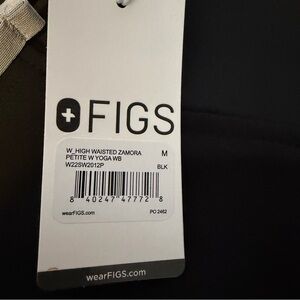 FIGS
W_HIGH WAISTED ZAMORA M
PETITE W YOGA WB
W22SW2012P BLK
8 40247 47772 8
wearFIGS.com PO 2462
wearFIGS.com